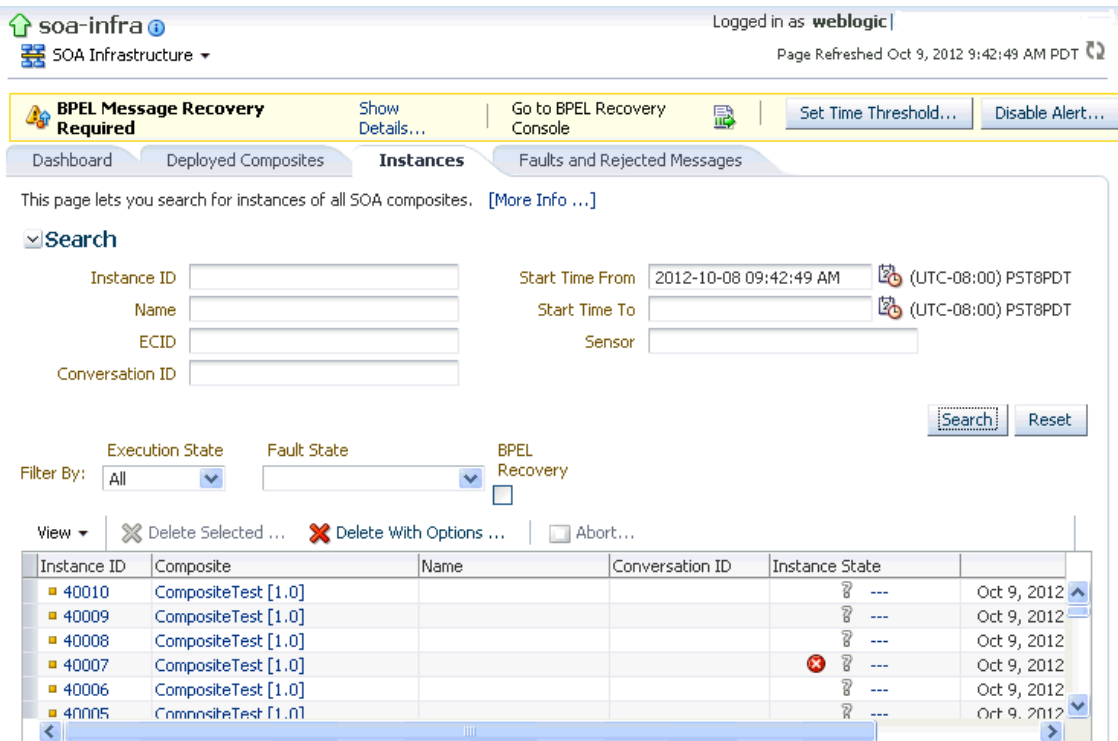 soa-infra
Logged in as weblogic|
SOA Infrastructure
Page Refreshed Oct 9, 2012 9:42:49 AM PDT
BPEL Message Recovery Required
Show Details...
Go to BPEL Recovery Console
Set Time Threshold...
Disable Alert...
Dashboard
Deployed Composites
Instances
Faults and Rejected Messages
This page lets you search for instances of all SOA composites. [More Info ...]
Search
Instance ID
Start Time From 2012-10-08 09:42:49 AM (UTC-08:00) PST8PDT
Name
Start Time To (UTC-08:00) PST8PDT
ECID
Sensor
Conversation ID
Search Reset
Execution State Fault State BPEL Recovery
Filter By: All
View Delete Selected ... Delete With Options ... Abort...
Instance ID Composite Name Conversation ID Instance State
40010 CompositeTest [1.0] --- Oct 9, 2012
40009 CompositeTest [1.0] --- Oct 9, 2012
40008 CompositeTest [1.0] --- Oct 9, 2012
40007 CompositeTest [1.0] --- Oct 9, 2012
40006 CompositeTest [1.0] --- Oct 9, 2012
40005 CompositeTest [1.0] --- Oct 9, 2012